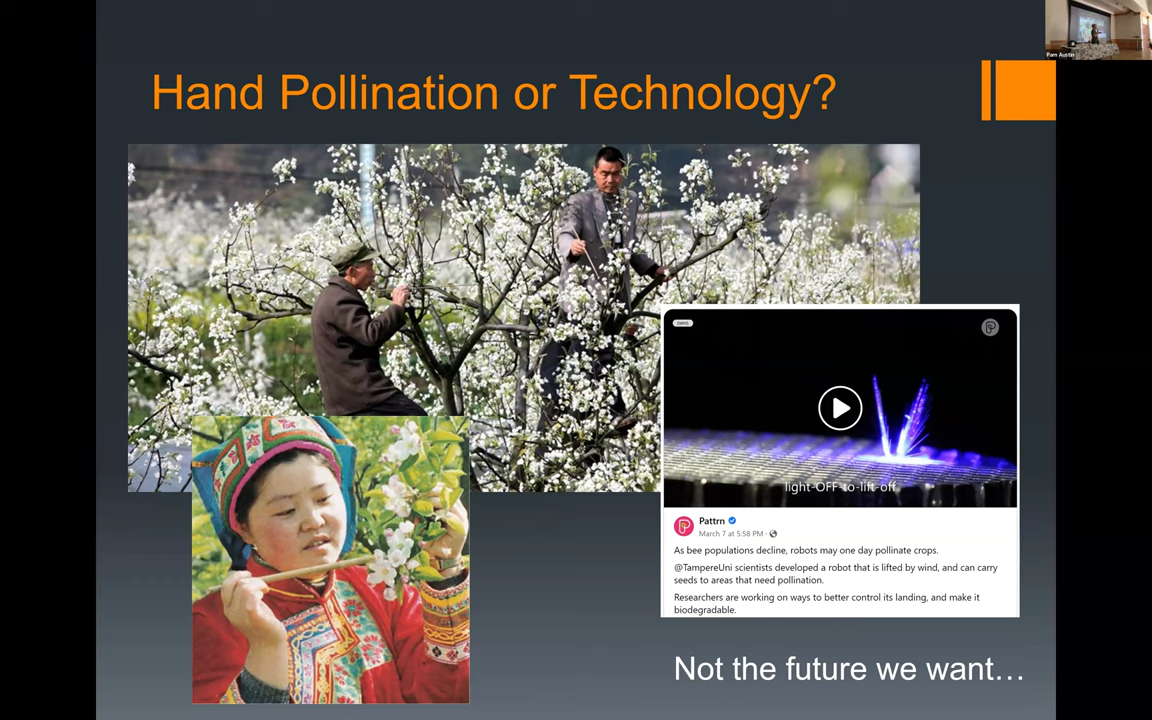 Pam Austin
Hand Pollination or Technology?
light-OFF-to-lift-off
Pattrn
March 7 at 5:58 PM ·
As bee populations decline, robots may one day pollinate crops.
@TampereUni scientists developed a robot that is lifted by wind, and can carry
seeds to areas that need pollination.
Researchers are working on ways to better control its landing, and make it
biodegradable.
Not the future we want…